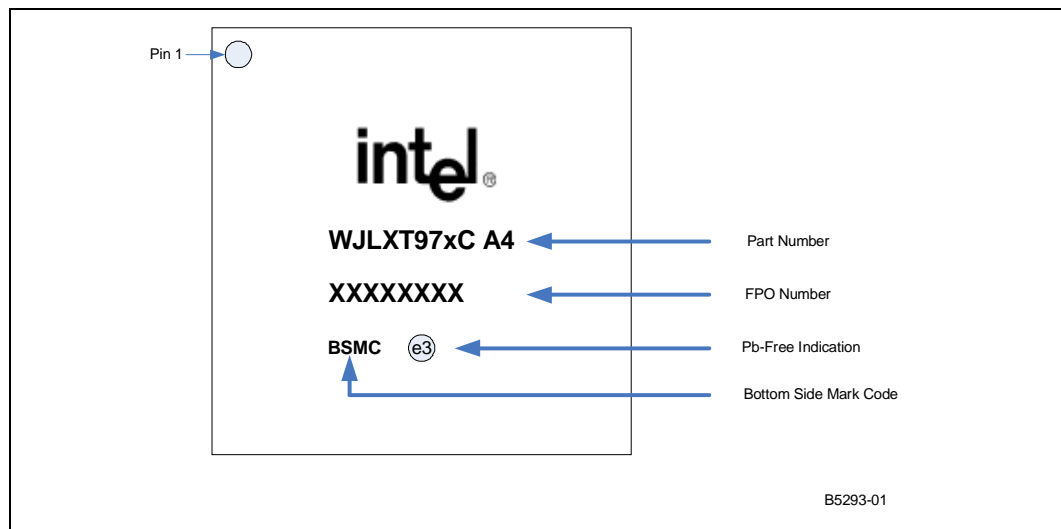 Pin 1
intel®
WJLXT97xC A4
Part Number
XXXXXXXX
FPO Number
BSMC e3
Pb-Free Indication
Bottom Side Mark Code
B5293-01